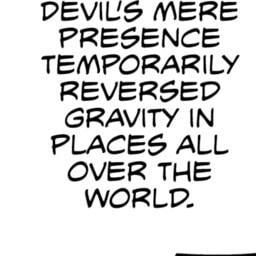 DEVIL'S MERE
PRESENCE
TEMPORARILY
REVERSED
GRAVITY IN
PLACES ALL
OVER THE
WORLD.